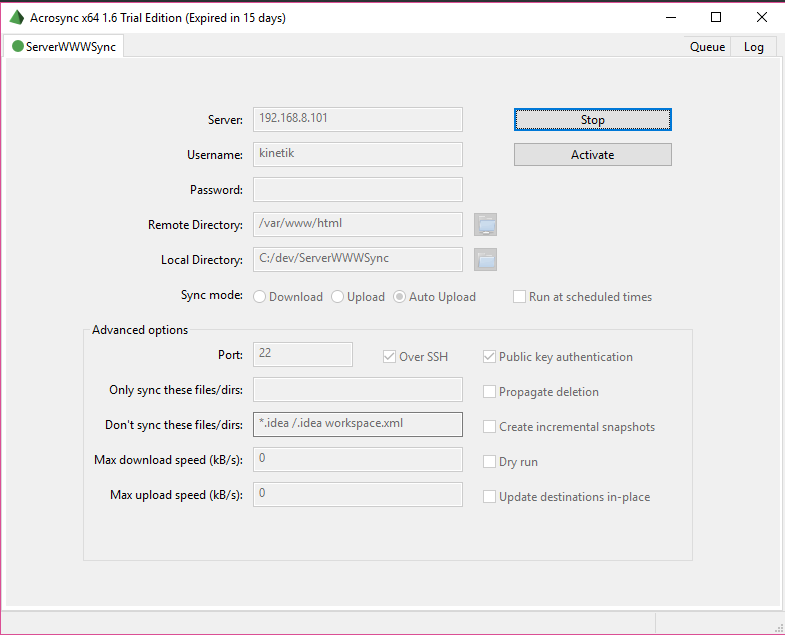 Acrosync x64 1.6 Trial Edition (Expired in 15 days)
ServerWWWSync
Queue
Log
Server: 192.168.8.101
Stop
Username: kinetik
Activate
Password:
Remote Directory: /var/www/html
Local Directory: C:/dev/ServerWWWSync
Sync mode: Download Upload Auto Upload Run at scheduled times
Advanced options
Port: 22 Over SSH Public key authentication
Only sync these files/dirs: Propagate deletion
Don't sync these files/dirs: *.idea /.idea workspace.xml Create incremental snapshots
Max download speed (kB/s): 0 Dry run
Max upload speed (kB/s): 0 Update destinations in-place